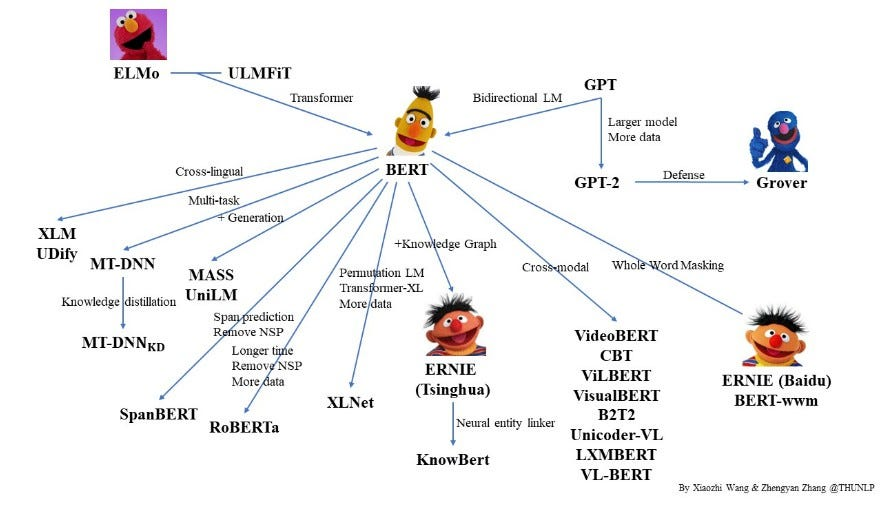 ELMo
ULMFiT
Transformer
GPT
Bidirectional LM
Larger model
More data
BERT
GPT-2
Defense
Grover
Cross-lingual
XLM
UDify
Multi-task
MT-DNN
Knowledge distillation
MT-DNNKD
+ Generation
MASS
UniLM
Span prediction
Remove NSP
SpanBERT
Longer time
Remove NSP
More data
RoBERTa
Permutation LM
Transformer-XL
More data
XLNet
+Knowledge Graph
ERNIE
(Tsinghua)
Neural entity linker
KnowBert
Cross-modal
VideoBERT
CBT
ViLBERT
VisualBERT
B2T2
Unicoder-VL
LXMBERT
VL-BERT
Whole Word Masking
ERNIE (Baidu)
BERT-wwm
By Xiaozhi Wang & Zhengyan Zhang @THUNLP